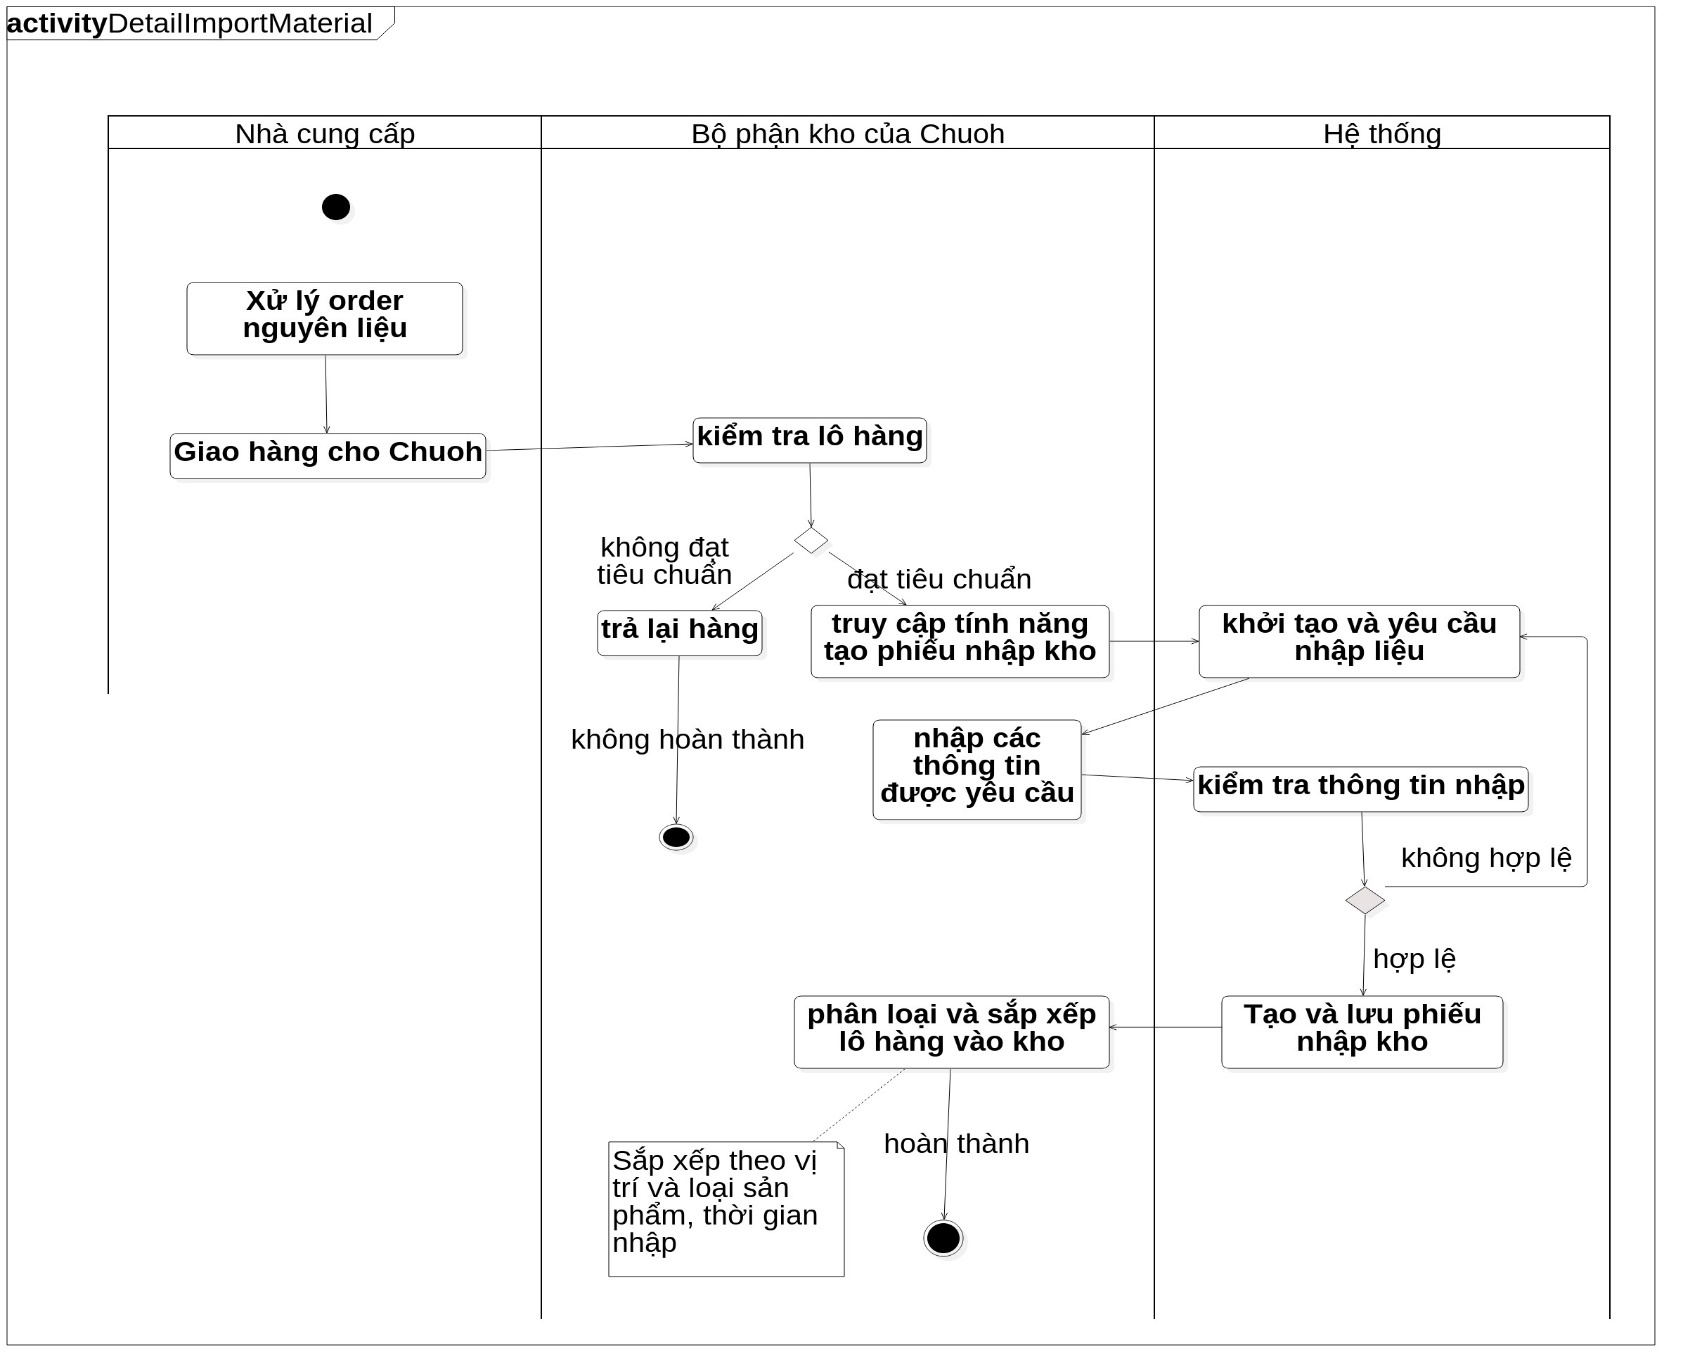 activityDetailImportMaterial
Nhà cung cấp
Bộ phận kho của Chuoh
Hệ thống
Xử lý order
nguyên liệu
Giao hàng cho Chuoh
kiểm tra lô hàng
không đạt
tiêu chuẩn
đạt tiêu chuẩn
trả lại hàng
truy cập tính năng
tạo phiếu nhập kho
khởi tạo và yêu cầu
nhập liệu
không hoàn thành
nhập các
thông tin
được yêu cầu
kiểm tra thông tin nhập
không hợp lệ
hợp lệ
phân loại và sắp xếp
lô hàng vào kho
Tạo và lưu phiếu
nhập kho
hoàn thành
Sắp xếp theo vị
trí và loại sản
phẩm, thời gian
nhập